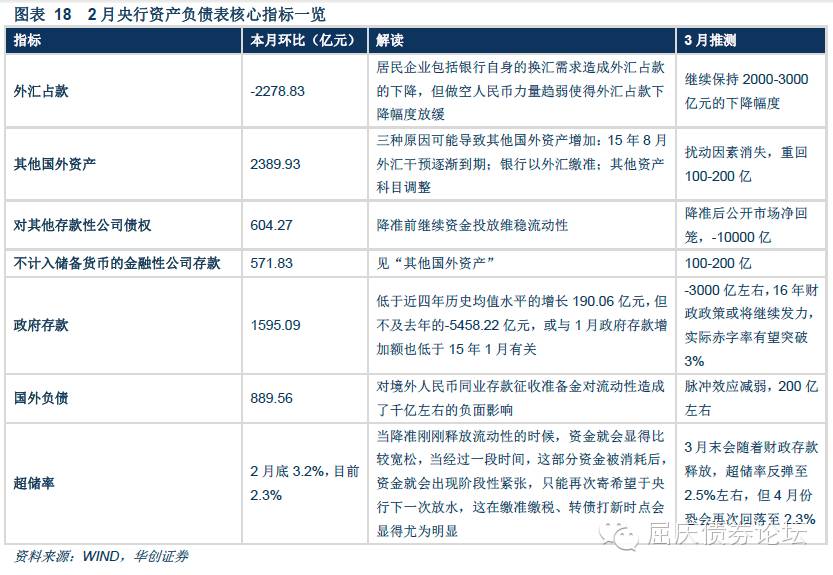 图表 18 2 月央行资产负债表核心指标一览
指标 本月环比（亿元） 解读 3 月推测
外汇占款 -2278.83
居民企业包括银行自身的换汇需求造成外汇占款
的下降，但做空人民币力量趋弱使得外汇占款下
降幅度放缓
继续保持 2000-3000
亿元的下降幅度
其他国外资产 2389.93
三种原因可能导致其他国外资产增加：15 年 8 月
外汇干预逐渐到期；银行以外汇缴准；其他资产
科目调整
扰动因素消失，重回
100-200 亿
对其他存款性公司债权 604.27
降准前继续资金投放维稳流动性
降准后公开市场净回
笼，-10000 亿
不计入储备货币的金融性公司存款 571.83
见“其他国外资产”
100-200 亿
政府存款 1595.09
低于近四年历史均值水平的增长 190.06 亿元，但
不及去年的-5458.22 亿元，或与 1 月政府存款增
加额也低于 15 年 1 月有关
-3000 亿左右，16 年财
政政策或将继续发力，
实际赤字率有望突破
3%
国外负债 889.56
对境外人民币同业存款征收准备金对流动性造成
了千亿左右的负面影响
脉冲效应减弱，200 亿
左右
超储率
2 月底 3.2%，目前
2.3%
当降准刚刚释放流动性的时候，资金就会显得比
较宽松，当经过一段时间，这部分资金被消耗后，
资金就会出现阶段性紧张，只能再次寄希望于央
行下一次放水，这在缴准缴税、转债打新时点会
显得尤为明显
3 月末会随着财政存款
释放，超储率反弹至
2.5%左右，但 4 月份
恐会再次回落至 2.3%
屈庆债券论坛
资料来源：WIND，华创证券